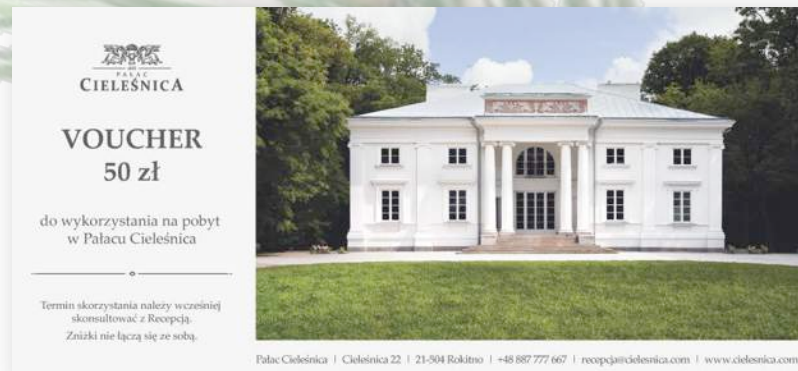 PAŁAC
CIELEŚNICA
VOUCHER
50 zł
do wykorzystania na pobyt
w Pałacu Cieleśnica
Termin skorzystania należy wcześniej
skonsultować z Recepcją.
Zniżki nie łączą się ze sobą.
Pałac Cieleśnica | Cieleśnica 22 | 21-504 Rokitno | +48 887 777 667 | recepcja@cielesnica.com | www.cielesnica.com